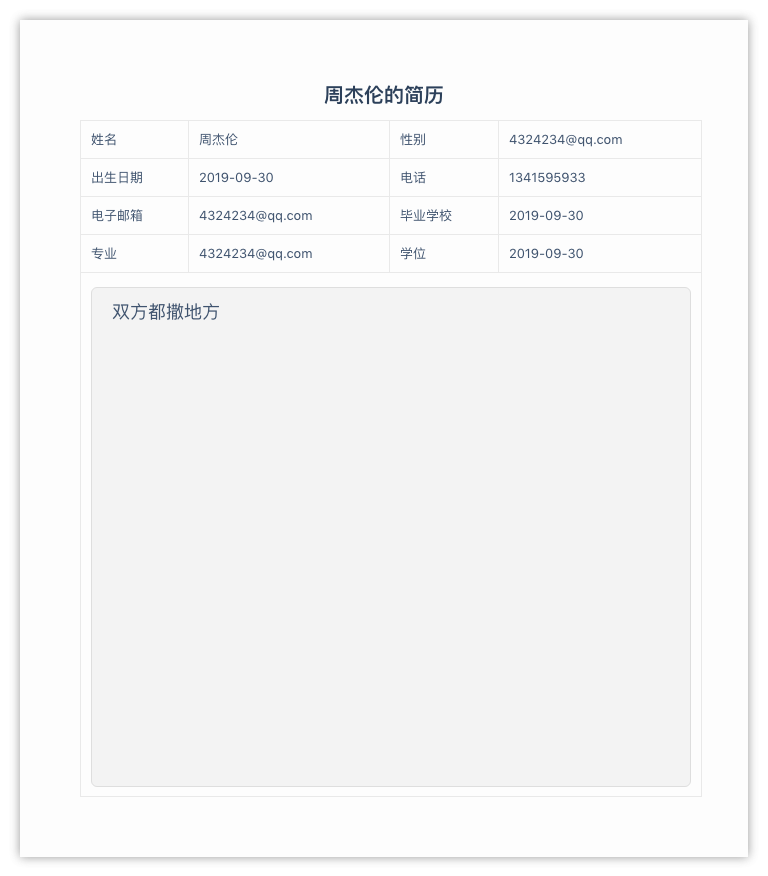 周杰伦的简历
姓名 周杰伦 性别 4324234@qq.com
出生日期 2019-09-30 电话 1341595933
电子邮箱 4324234@qq.com 毕业学校 2019-09-30
专业 4324234@qq.com 学位 2019-09-30
双方都撒地方